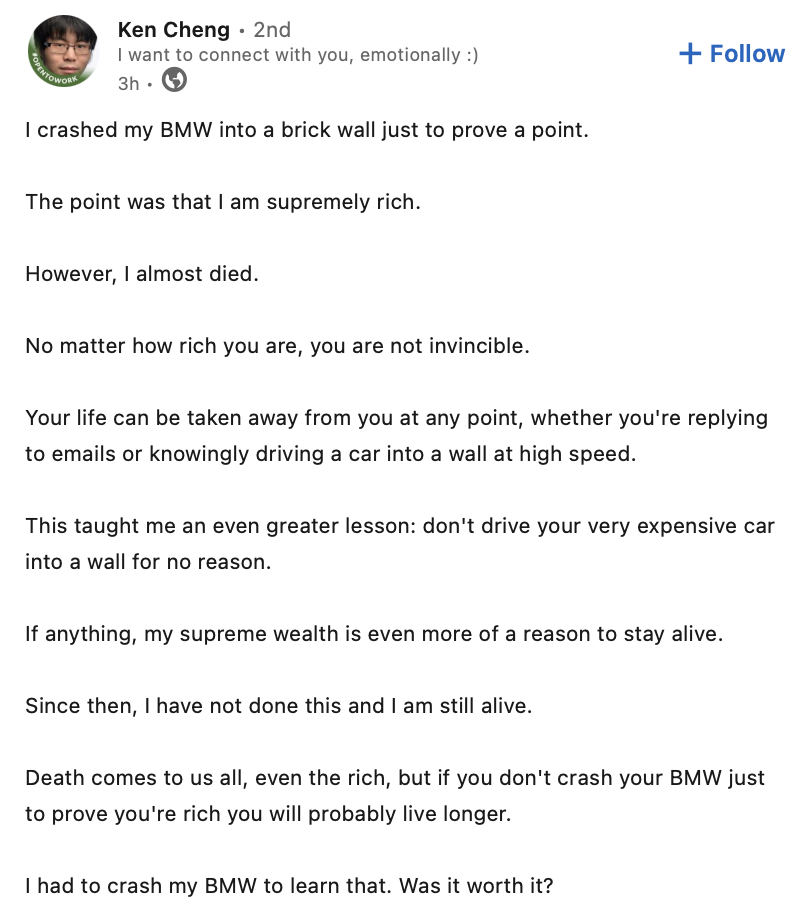 Ken Cheng • 2nd
I want to connect with you, emotionally :)
3h •
+ Follow
#OPENTOWORK
I crashed my BMW into a brick wall just to prove a point.
The point was that I am supremely rich.
However, I almost died.
No matter how rich you are, you are not invincible.
Your life can be taken away from you at any point, whether you're replying
to emails or knowingly driving a car into a wall at high speed.
This taught me an even greater lesson: don't drive your very expensive car
into a wall for no reason.
If anything, my supreme wealth is even more of a reason to stay alive.
Since then, I have not done this and I am still alive.
Death comes to us all, even the rich, but if you don't crash your BMW just
to prove you're rich you will probably live longer.
I had to crash my BMW to learn that. Was it worth it?